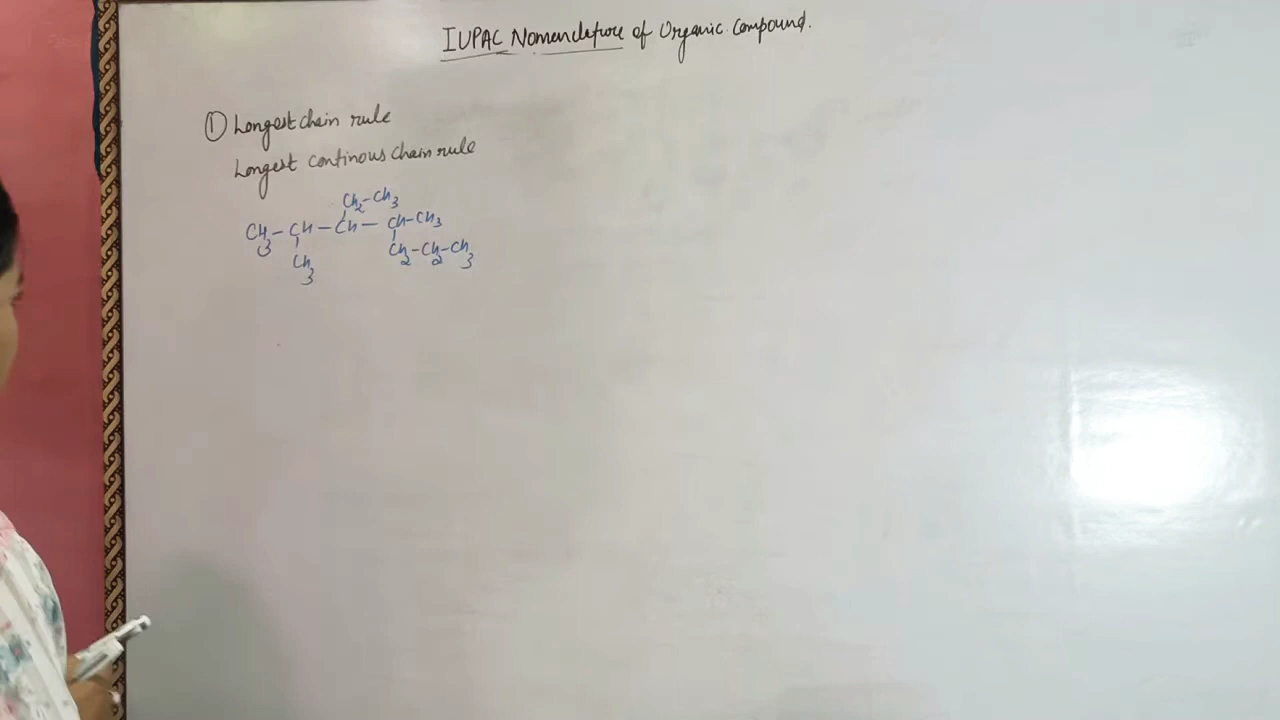 IUPAC Nomenclature of Organic Compound.
① Longest chain rule
Longest continous chain rule
CH2-CH3
CH3-CH-CH-CH-CH3
CH3 CH2-CH2-CH3